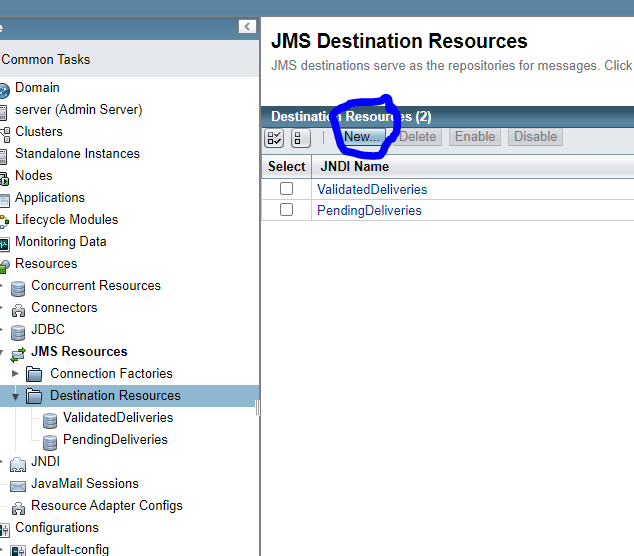 e
Common Tasks
Domain
server (Admin Server)
Clusters
Standalone Instances
Nodes
Applications
Lifecycle Modules
Monitoring Data
Resources
Concurrent Resources
Connectors
JDBC
JMS Resources
Connection Factories
Destination Resources
ValidatedDeliveries
PendingDeliveries
JNDI
JavaMail Sessions
Resource Adapter Configs
Configurations
default-config
JMS Destination Resources
JMS destinations serve as the repositories for messages. Click
Destination Resources (2)
New... Delete Enable Disable
Select JNDI Name
ValidatedDeliveries
PendingDeliveries